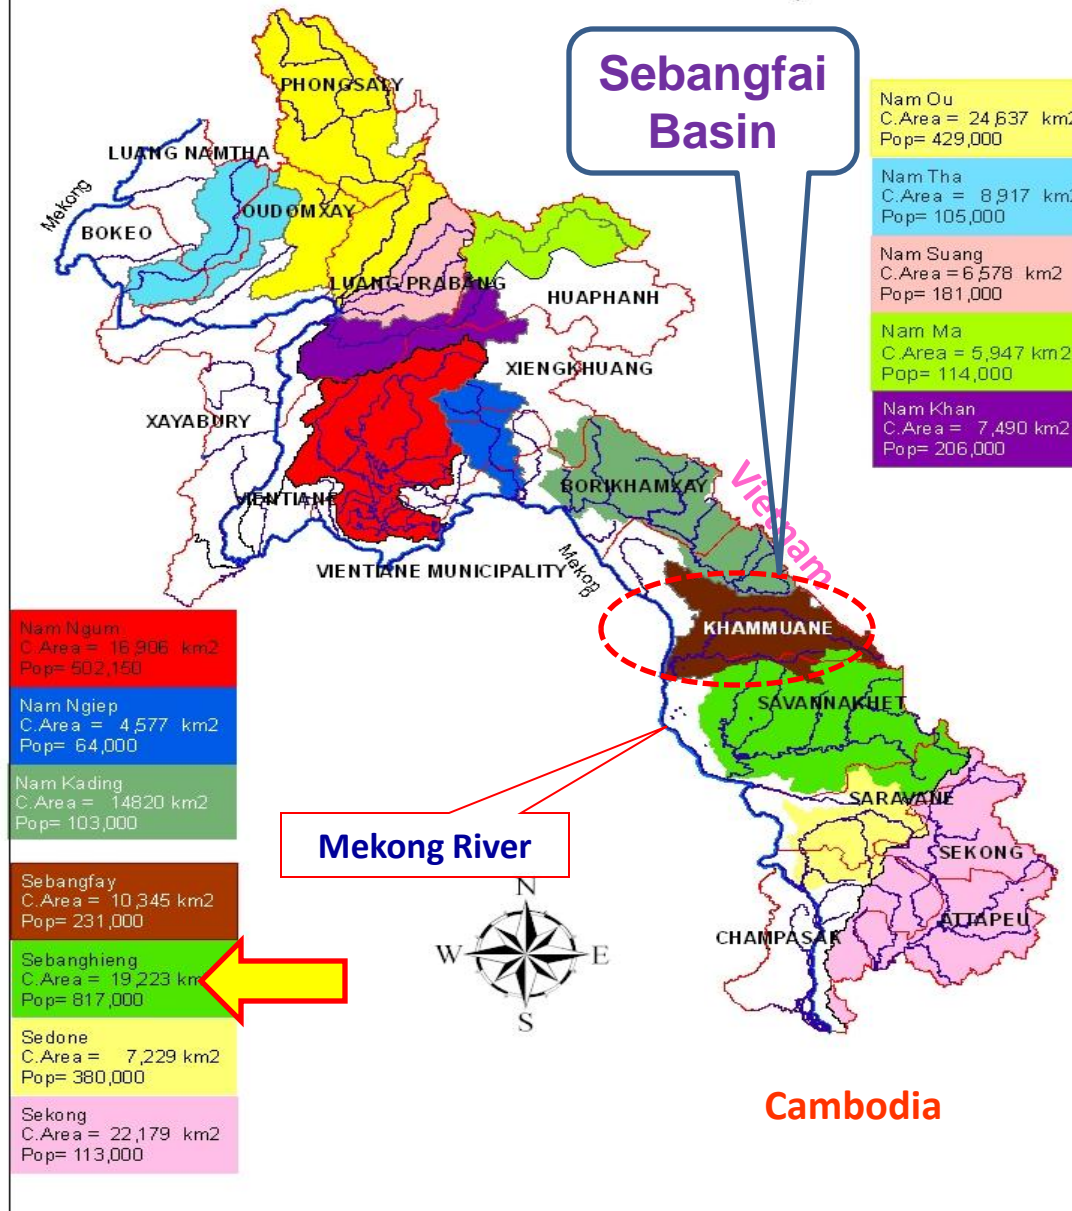 Sebangfai
Basin
PHONGSALY
LUANG NAMTHA
Mekong
OUDOMXAY
BOKEO
LUANG PRABANG
HUAPHANH
XIENGKHUANG
XAYABURY
BORIKHAMXAY
Vietnam
VIENTIANE
VIENTIANE MUNICIPALITY
Mekong
KHAMMUANE
SAVANNAKHET
SARAVANE
SEKONG
ATTAPEU
CHAMPASAK
Nam Ou
C.Area = 24,637 km2
Pop= 429,000
Nam Tha
C.Area = 8,917 km2
Pop= 105,000
Nam Suang
C.Area = 6,578 km2
Pop= 181,000
Nam Ma
C.Area = 5,947 km2
Pop= 114,000
Nam Khan
C.Area = 7,490 km2
Pop= 206,000
Nam Ngum
C.Area = 16,906 km2
Pop= 502,150
Nam Ngiep
C.Area = 4,577 km2
Pop= 64,000
Nam Kading
C.Area = 14820 km2
Pop= 103,000
Mekong River
Sebangfay
C.Area = 10,345 km2
Pop= 231,000
Sebanghieng
C.Area = 19,223 km
Pop= 817,000
Sedone
C.Area = 7,229 km2
Pop= 380,000
Sekong
C.Area = 22,179 km2
Pop= 113,000
N
W
E
S
Cambodia